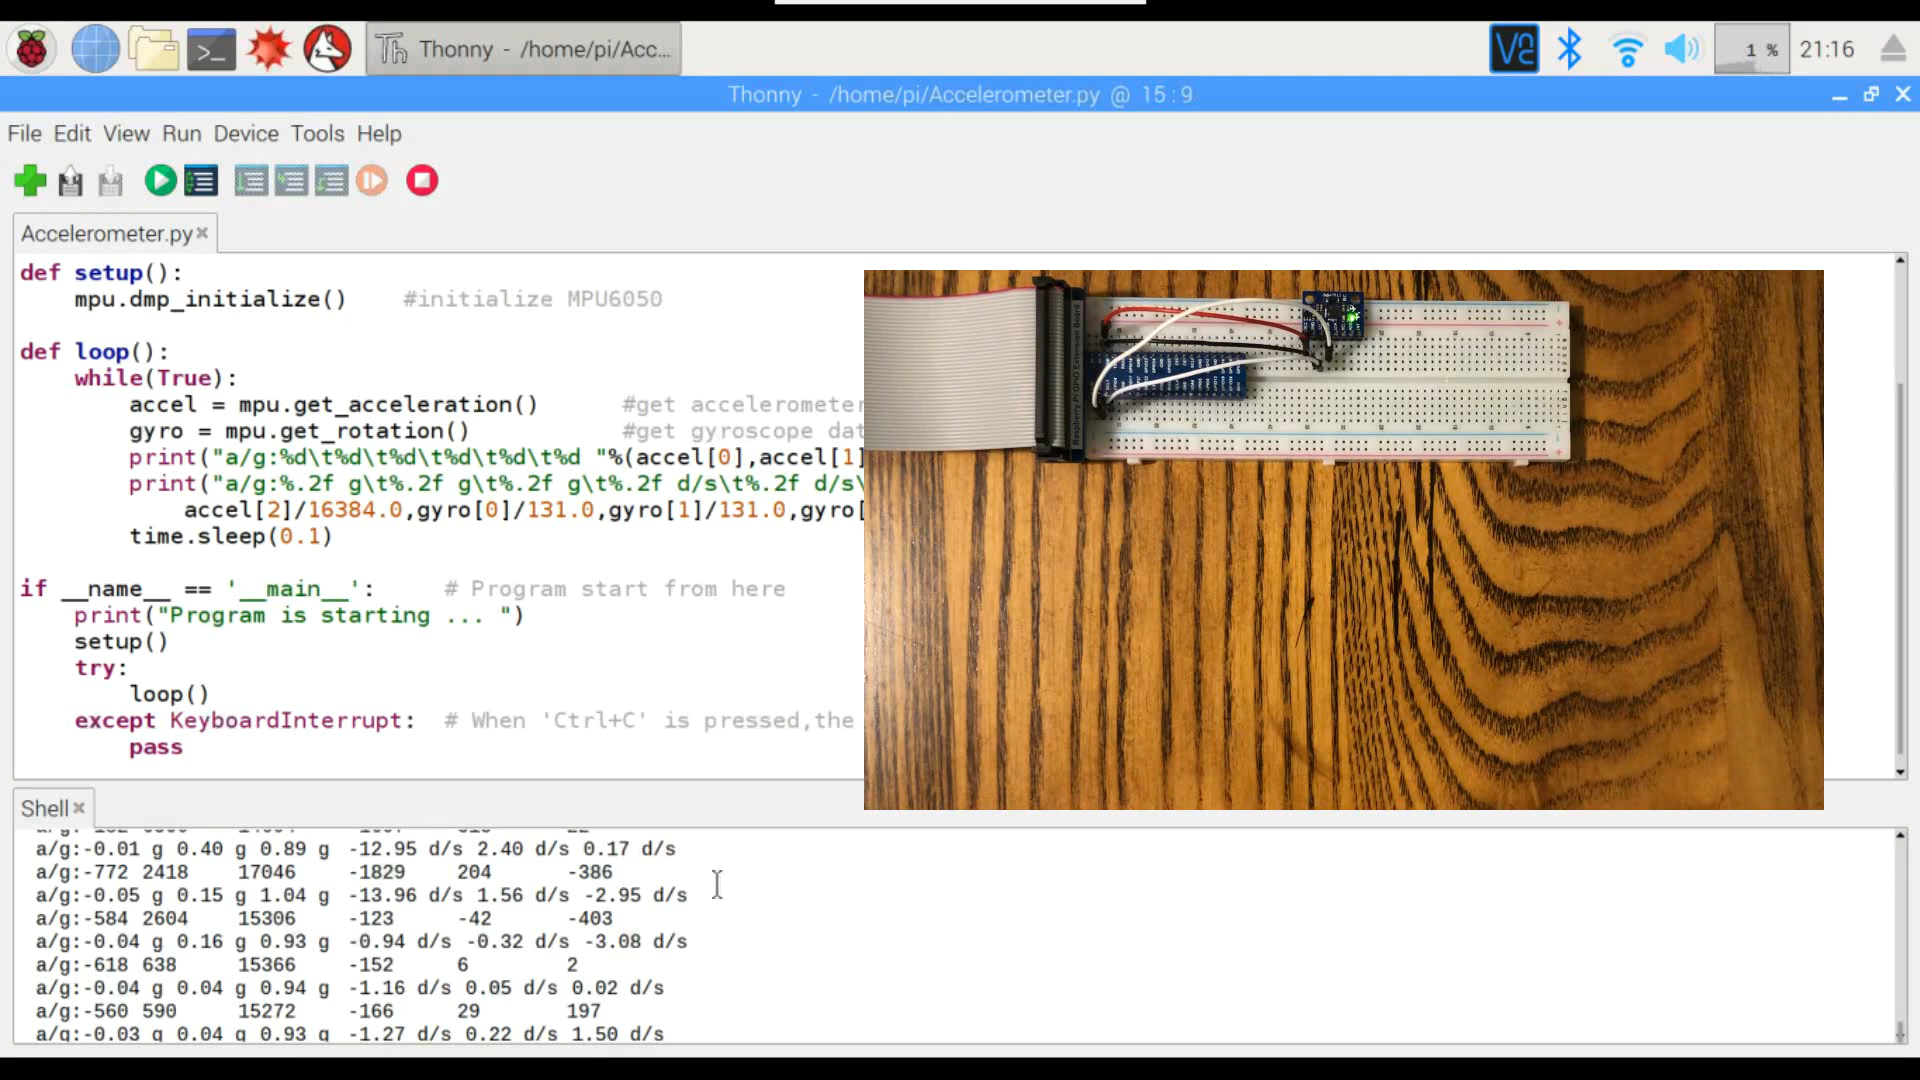 Thonny - /home/pi/Acc...
1 %
21:16
Thonny - /home/pi/Accelerometer.py @ 15 : 9
File Edit View Run Device Tools Help
Accelerometer.py
def setup():
mpu.dmp_initialize() #initialize MPU6050
def loop():
while(True):
accel = mpu.get_acceleration() #get accelerometer
gyro = mpu.get_rotation() #get gyroscope dat
print("a/g:%d\t%d\t%d\t%d\t%d\t%d "%(accel[0],accel[1]
print("a/g:%.2f g\t%.2f g\t%.2f g\t%.2f d/s\t%.2f d/s\
accel[2]/16384.0,gyro[0]/131.0,gyro[1]/131.0,gyro[
time.sleep(0.1)
if __name__ == '__main__': # Program start from here
print("Program is starting ... ")
setup()
try:
loop()
except KeyboardInterrupt: # When 'Ctrl+C' is pressed,the
pass
Raspberry Pi GPIO Extension Board
Shell
a/g:-0.01 g 0.40 g 0.89 g -12.95 d/s 2.40 d/s 0.17 d/s
a/g:-772 2418 17046 -1829 204 -386
a/g:-0.05 g 0.15 g 1.04 g -13.96 d/s 1.56 d/s -2.95 d/s
a/g:-584 2604 15306 -123 -42 -403
a/g:-0.04 g 0.16 g 0.93 g -0.94 d/s -0.32 d/s -3.08 d/s
a/g:-618 638 15366 -152 6 2
a/g:-0.04 g 0.04 g 0.94 g -1.16 d/s 0.05 d/s 0.02 d/s
a/g:-560 590 15272 -166 29 197
a/g:-0.03 g 0.04 g 0.93 g -1.27 d/s 0.22 d/s 1.50 d/s